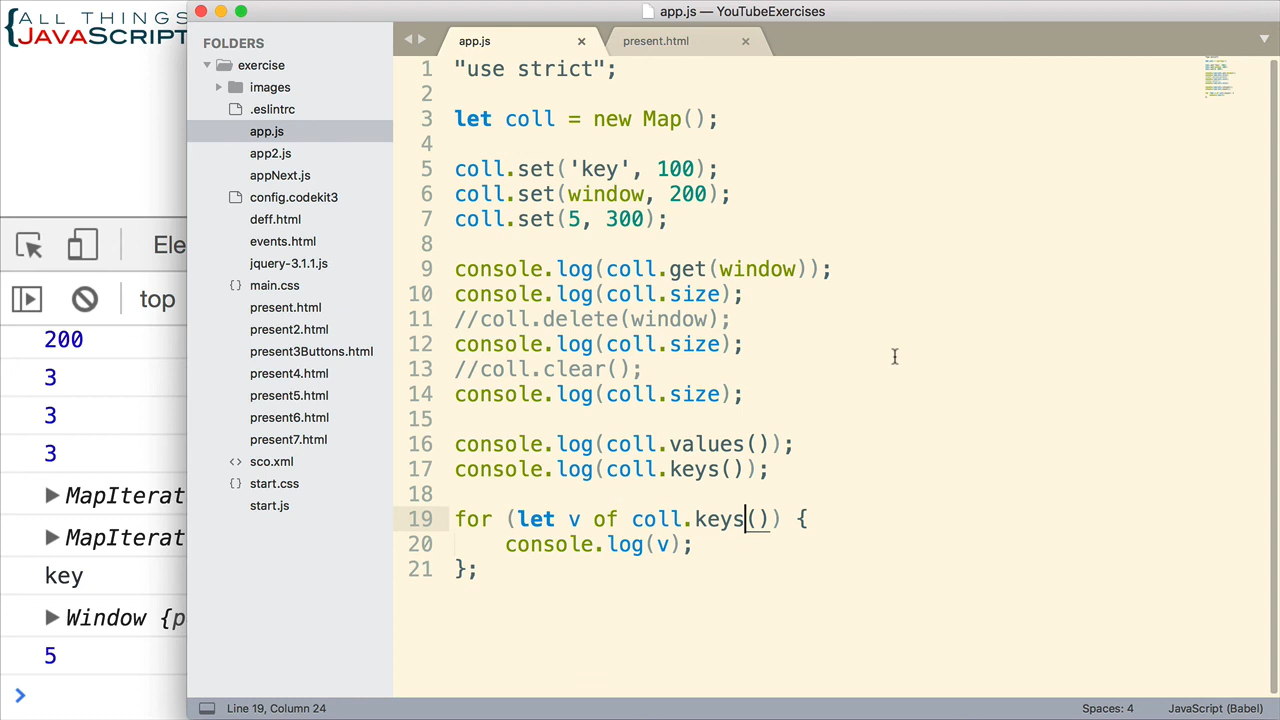 {ALL THINGS
JAVASCRIPT
app.js — YouTubeExercises
FOLDERS
exercise
images
.eslintrc
app.js
app2.js
appNext.js
config.codekit3
deff.html
events.html
jquery-3.1.1.js
{} main.css
present.html
present2.html
present3Buttons.html
present4.html
present5.html
present6.html
present7.html
<> sco.xml
{} start.css
start.js
app.js ×
present.html ×
1 "use strict";
2
3 let coll = new Map();
4
5 coll.set('key', 100);
6 coll.set(window, 200);
7 coll.set(5, 300);
8
9 console.log(coll.get(window));
10 console.log(coll.size);
11 //coll.delete(window);
12 console.log(coll.size);
13 //coll.clear();
14 console.log(coll.size);
15
16 console.log(coll.values());
17 console.log(coll.keys());
18
19 for (let v of coll.keys()) {
20     console.log(v);
21 };
Ele
top
200
3
3
3
MapIterat
MapIterat
key
Window {p
5
>
Line 19, Column 24
Spaces: 4
JavaScript (Babel)